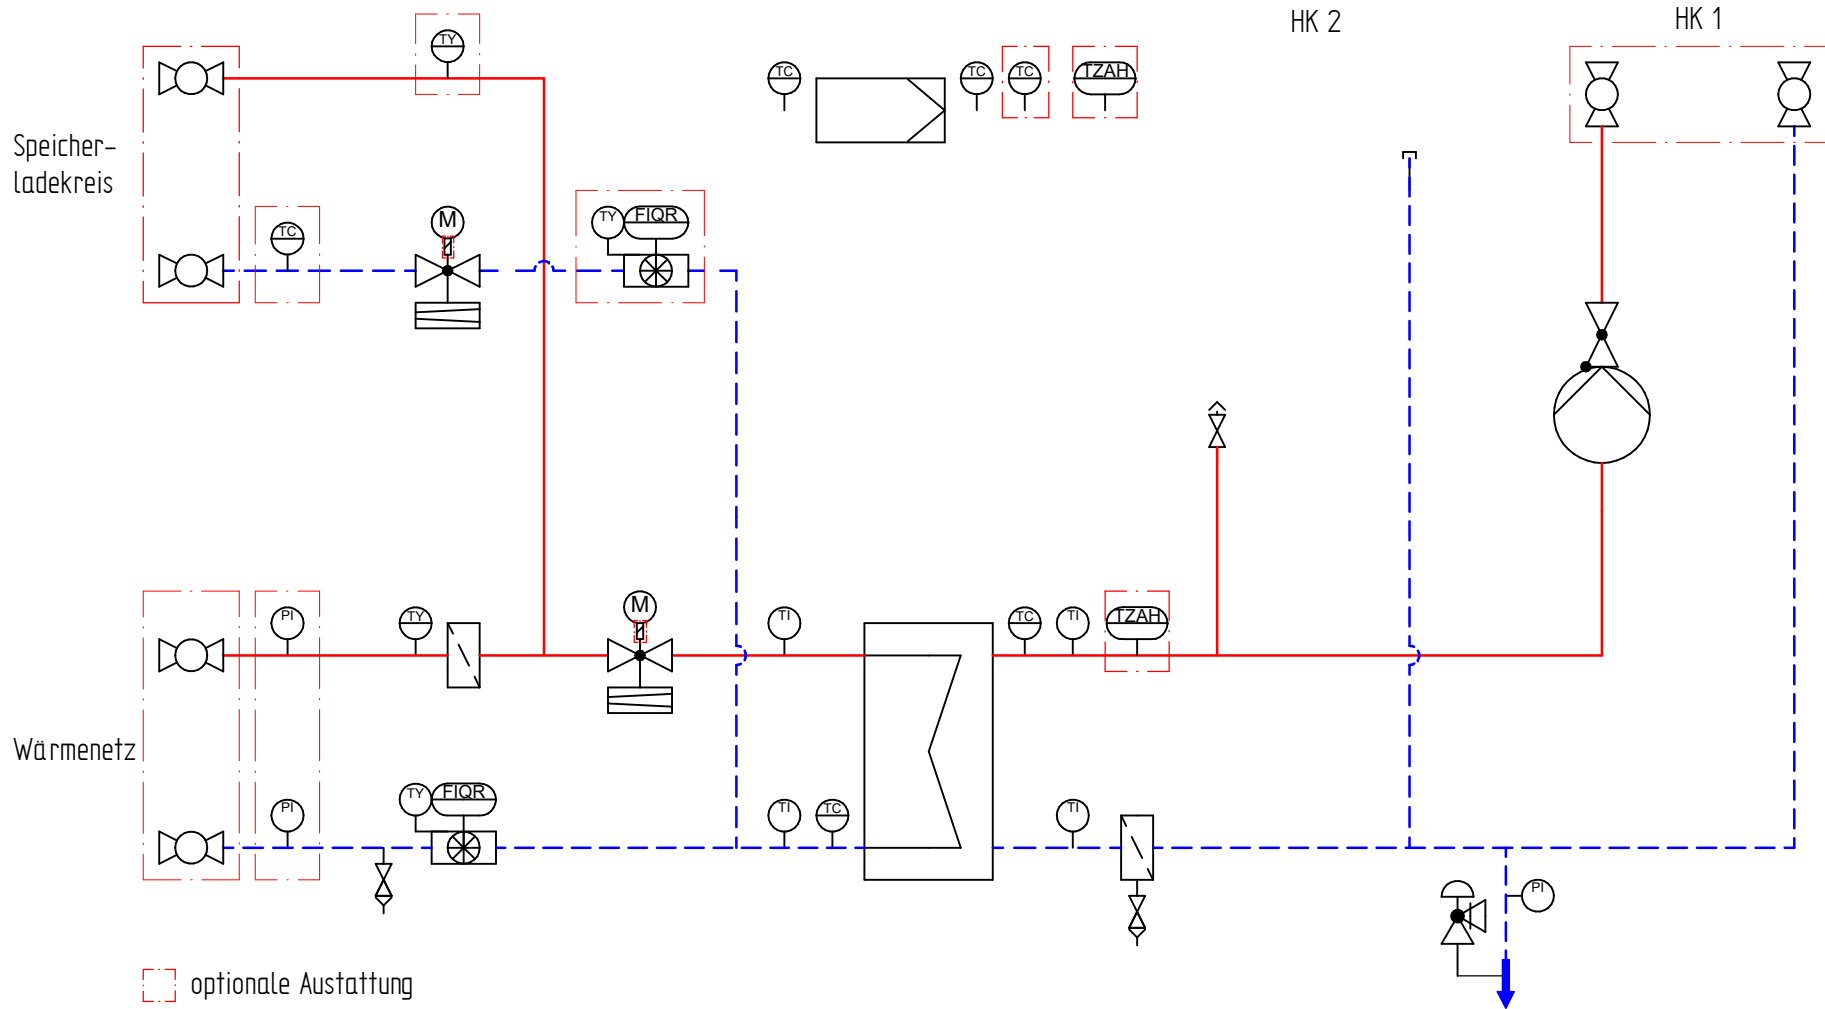 HK 2
HK 1
TY
TC
TC
TC
TZAH
Speicher-
ladekreis
TC
M
TY
FIQR
M
PI
TY
TI
TC
TI
TZAH
Wärmenetz
PI
TY
FIQR
TI
TC
TI
PI
optionale Austattung